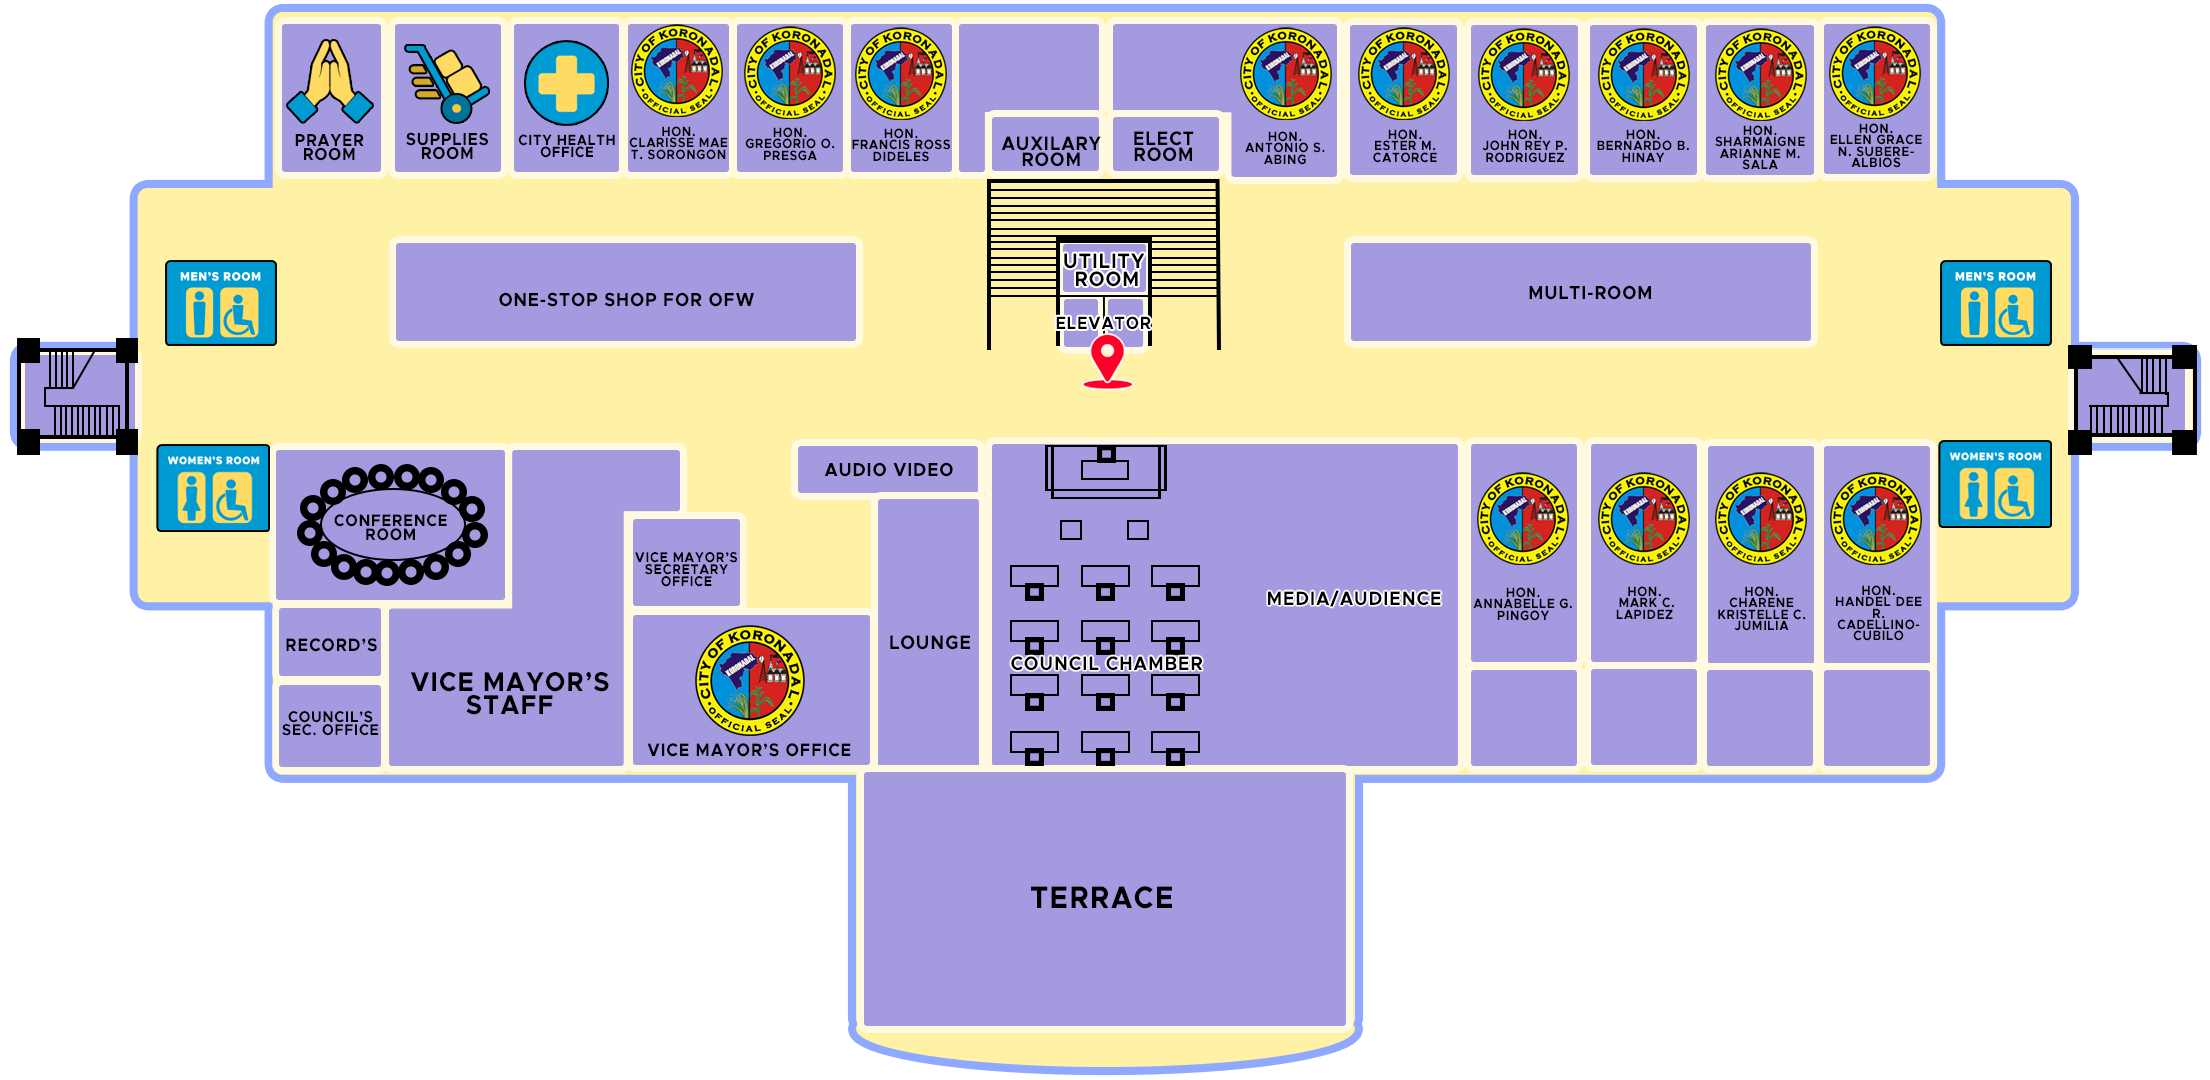 PRAYER
ROOM
SUPPLIES
ROOM
CITY HEALTH
OFFICE
CITY OF KORONADAL
• OFFICIAL SEAL •
HON.
CLARISSE MAE
T. SORONGON
CITY OF KORONADAL
• OFFICIAL SEAL •
HON.
GREGORIO O.
PRESGA
CITY OF KORONADAL
• OFFICIAL SEAL •
HON.
FRANCIS ROSS
DIDELES
AUXILARY
ROOM
ELECT
ROOM
CITY OF KORONADAL
• OFFICIAL SEAL •
HON.
ANTONIO S.
ABING
CITY OF KORONADAL
• OFFICIAL SEAL •
HON.
ESTER M.
CATORCE
CITY OF KORONADAL
• OFFICIAL SEAL •
HON.
JOHN REY P.
RODRIGUEZ
CITY OF KORONADAL
• OFFICIAL SEAL •
HON.
BERNARDO B.
HINAY
CITY OF KORONADAL
• OFFICIAL SEAL •
HON.
SHARMAIGNE
ARIANNE M.
SALA
CITY OF KORONADAL
• OFFICIAL SEAL •
HON.
ELLEN GRACE
N. SUBERE-
ALBIOS
MEN'S ROOM
ONE-STOP SHOP FOR OFW
UTILITY
ROOM
ELEVATOR
MULTI-ROOM
MEN'S ROOM
WOMEN'S ROOM
CONFERENCE
ROOM
RECORD'S
COUNCIL'S
SEC. OFFICE
VICE MAYOR'S
STAFF
VICE MAYOR'S
SECRETARY
OFFICE
CITY OF KORONADAL
KORONADAL
• OFFICIAL SEAL •
VICE MAYOR'S OFFICE
AUDIO VIDEO
LOUNGE
COUNCIL CHAMBER
MEDIA/AUDIENCE
CITY OF KORONADAL
• OFFICIAL SEAL •
HON.
ANNABELLE G.
PINGOY
CITY OF KORONADAL
• OFFICIAL SEAL •
HON.
MARK C.
LAPIDEZ
CITY OF KORONADAL
• OFFICIAL SEAL •
HON.
CHARENE
KRISTELLE C.
JUMILIA
CITY OF KORONADAL
• OFFICIAL SEAL •
HON.
HANDEL DEE
R.
CADELLINO-
CUBILO
WOMEN'S ROOM
TERRACE